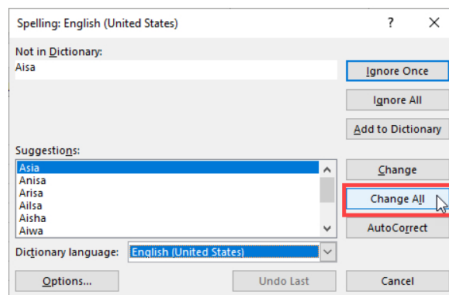 Spelling: English (United States) ? ×
Not in Dictionary:
Aisa
Ignore Once
Ignore All
Add to Dictionary
Suggestions:
Asia
Anisa
Arisa
Ailsa
Aisha
Aiwa
Change
Change All
AutoCorrect
Dictionary language: English (United States)
Options... Undo Last Cancel